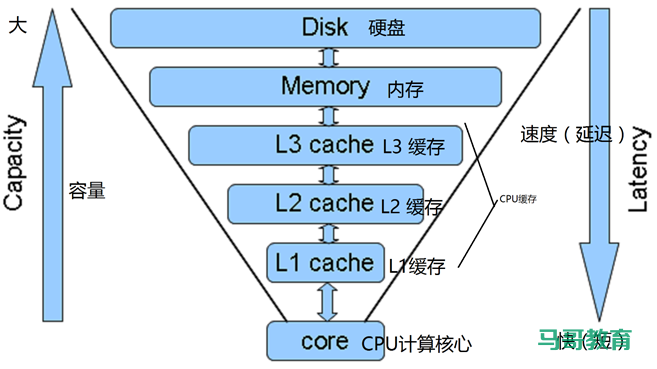 大
Disk 硬盘
Memory 内存
L3 cache L3 缓存
L2 cache L2 缓存
L1 cache L1缓存
core CPU计算核心
Capacity
容量
速度（延迟）
Latency
CPU缓存
快（短）
马哥教育